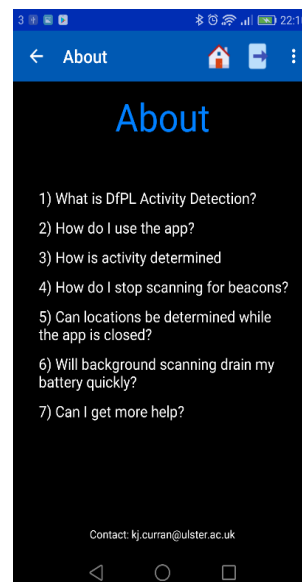 3 22:1
About
About
1) What is DfPL Activity Detection?
2) How do I use the app?
3) How is activity determined
4) How do I stop scanning for beacons?
5) Can locations be determined while
the app is closed?
6) Will background scanning drain my
battery quickly?
7) Can I get more help?
Contact: kj.curran@ulster.ac.uk